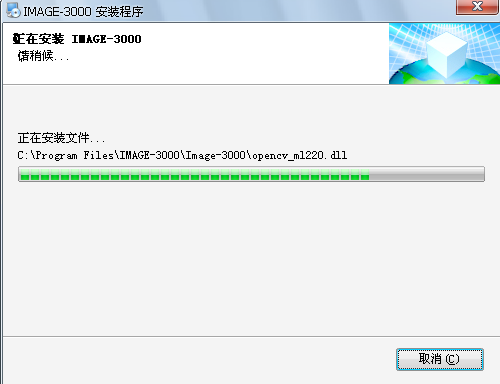 IMAGE-3000 安装程序
正在安装 IMAGE-3000
请稍候...
正在安装文件...
C:\Program Files\IMAGE-3000\Image-3000\opencv_ml220.dll
取消(C)